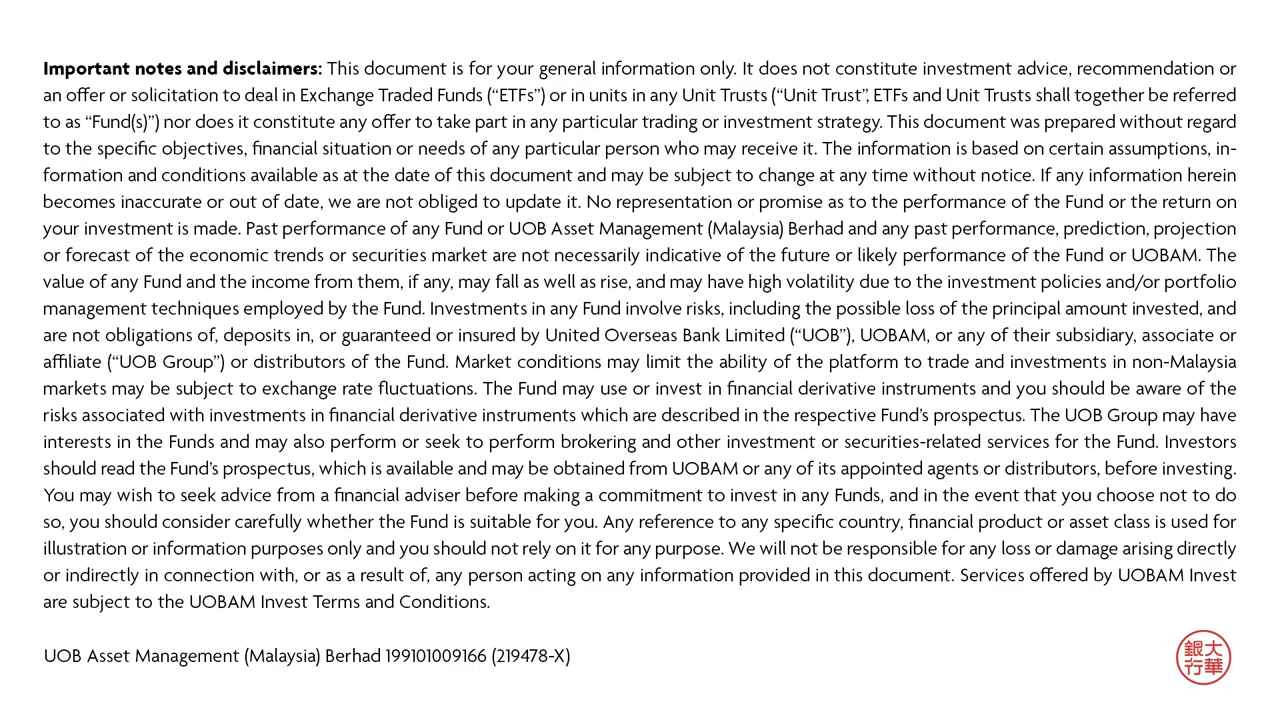 Important notes and disclaimers: This document is for your general information only. It does not constitute investment advice, recommendation or
an offer or solicitation to deal in Exchange Traded Funds (“ETFs”) or in units in any Unit Trusts (“Unit Trust”, ETFs and Unit Trusts shall together be referred
to as “Fund(s)”) nor does it constitute any offer to take part in any particular trading or investment strategy. This document was prepared without regard
to the specific objectives, financial situation or needs of any particular person who may receive it. The information is based on certain assumptions, in-
formation and conditions available as at the date of this document and may be subject to change at any time without notice. If any information herein
becomes inaccurate or out of date, we are not obliged to update it. No representation or promise as to the performance of the Fund or the return on
your investment is made. Past performance of any Fund or UOB Asset Management (Malaysia) Berhad and any past performance, prediction, projection
or forecast of the economic trends or securities market are not necessarily indicative of the future or likely performance of the Fund or UOBAM. The
value of any Fund and the income from them, if any, may fall as well as rise, and may have high volatility due to the investment policies and/or portfolio
management techniques employed by the Fund. Investments in any Fund involve risks, including the possible loss of the principal amount invested, and
are not obligations of, deposits in, or guaranteed or insured by United Overseas Bank Limited (“UOB”), UOBAM, or any of their subsidiary, associate or
affiliate (“UOB Group”) or distributors of the Fund. Market conditions may limit the ability of the platform to trade and investments in non-Malaysia
markets may be subject to exchange rate fluctuations. The Fund may use or invest in financial derivative instruments and you should be aware of the
risks associated with investments in financial derivative instruments which are described in the respective Fund’s prospectus. The UOB Group may have
interests in the Funds and may also perform or seek to perform brokering and other investment or securities-related services for the Fund. Investors
should read the Fund’s prospectus, which is available and may be obtained from UOBAM or any of its appointed agents or distributors, before investing.
You may wish to seek advice from a financial adviser before making a commitment to invest in any Funds, and in the event that you choose not to do
so, you should consider carefully whether the Fund is suitable for you. Any reference to any specific country, financial product or asset class is used for
illustration or information purposes only and you should not rely on it for any purpose. We will not be responsible for any loss or damage arising directly
or indirectly in connection with, or as a result of, any person acting on any information provided in this document. Services offered by UOBAM Invest
are subject to the UOBAM Invest Terms and Conditions.
UOB Asset Management (Malaysia) Berhad 199101009166 (219478-X)
大華
銀行